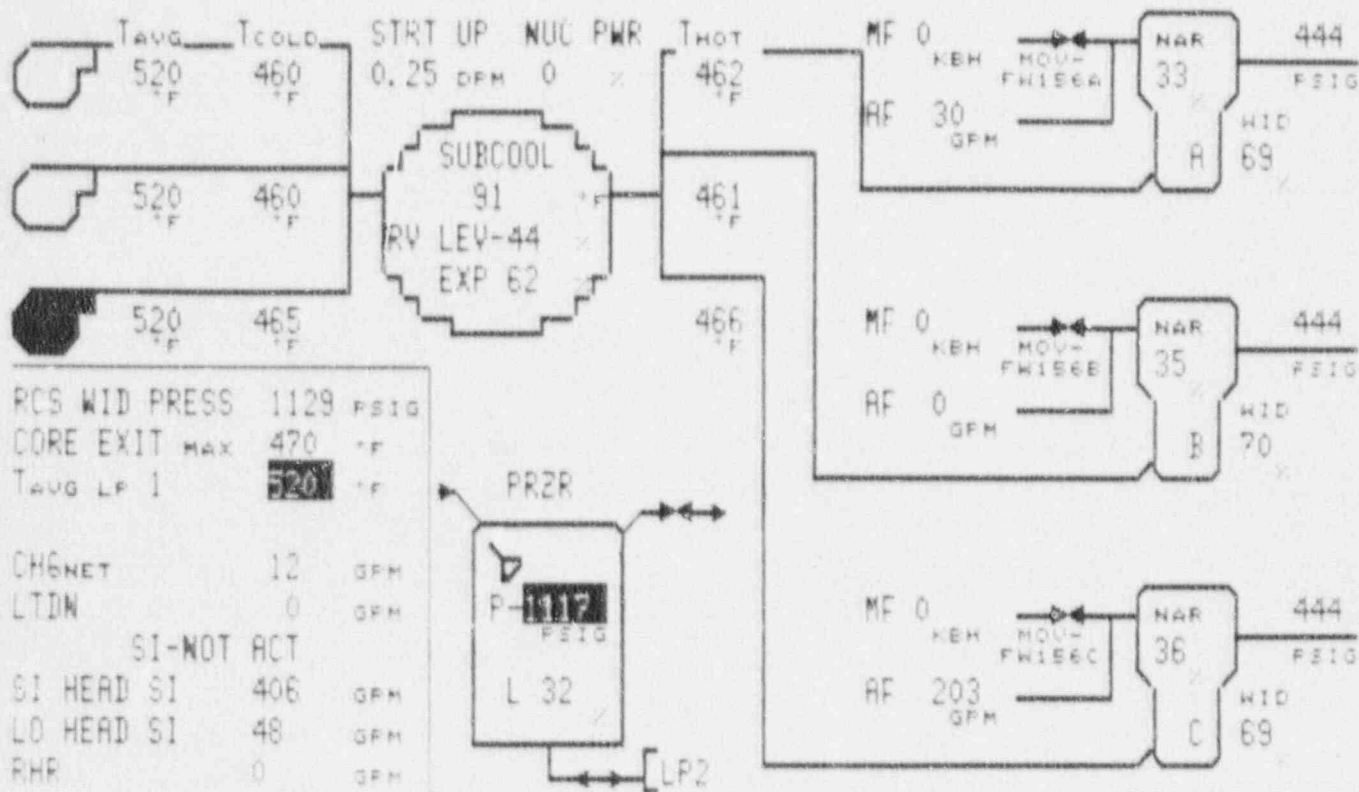 TAVG TCOLD STRT UP NUC PWR THOT MF 0 KBH MOV-FW156A NAR 33 % 444 PSIG
520 °F 460 °F 0.25 DPM 0 % 462 °F
AF 30 GPM A WID 69 %
SUBCOOL
520 °F 460 °F 91 °F 461 °F
RV LEV-44 %
EXP 62 %
520 °F 465 °F 466 °F
MF 0 KBH MOV-FW156B NAR 35 % 444 PSIG
AF 0 GPM B WID 70 %
RCS WID PRESS 1129 PSIG
CORE EXIT MAX 470 °F
TAVG LP 1 520 °F
PRZR
CHGNET 12 GPM
LTDN 0 GPM
P-1117 PSIG
SI-NOT ACT
SI HEAD SI 406 GPM
L 32 %
LO HEAD SI 48 GPM
RHR 0 GPM
LP2
MF 0 KBH MOV-FW156C NAR 36 % 444 PSIG
AF 203 GPM C WID 69 %